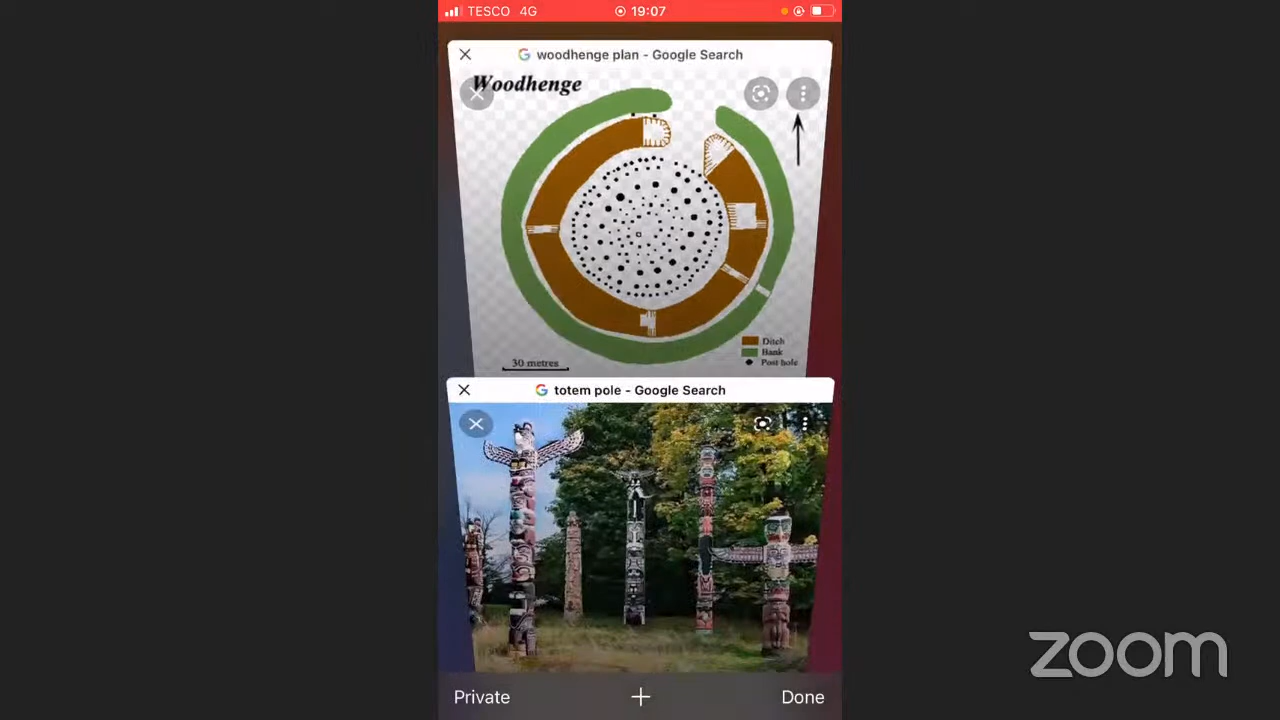 TESCO 4G 19:07
woodhenge plan - Google Search
Woodhenge
Ditch
Bank
Post hole
30 metres
totem pole - Google Search
zoom
Private + Done